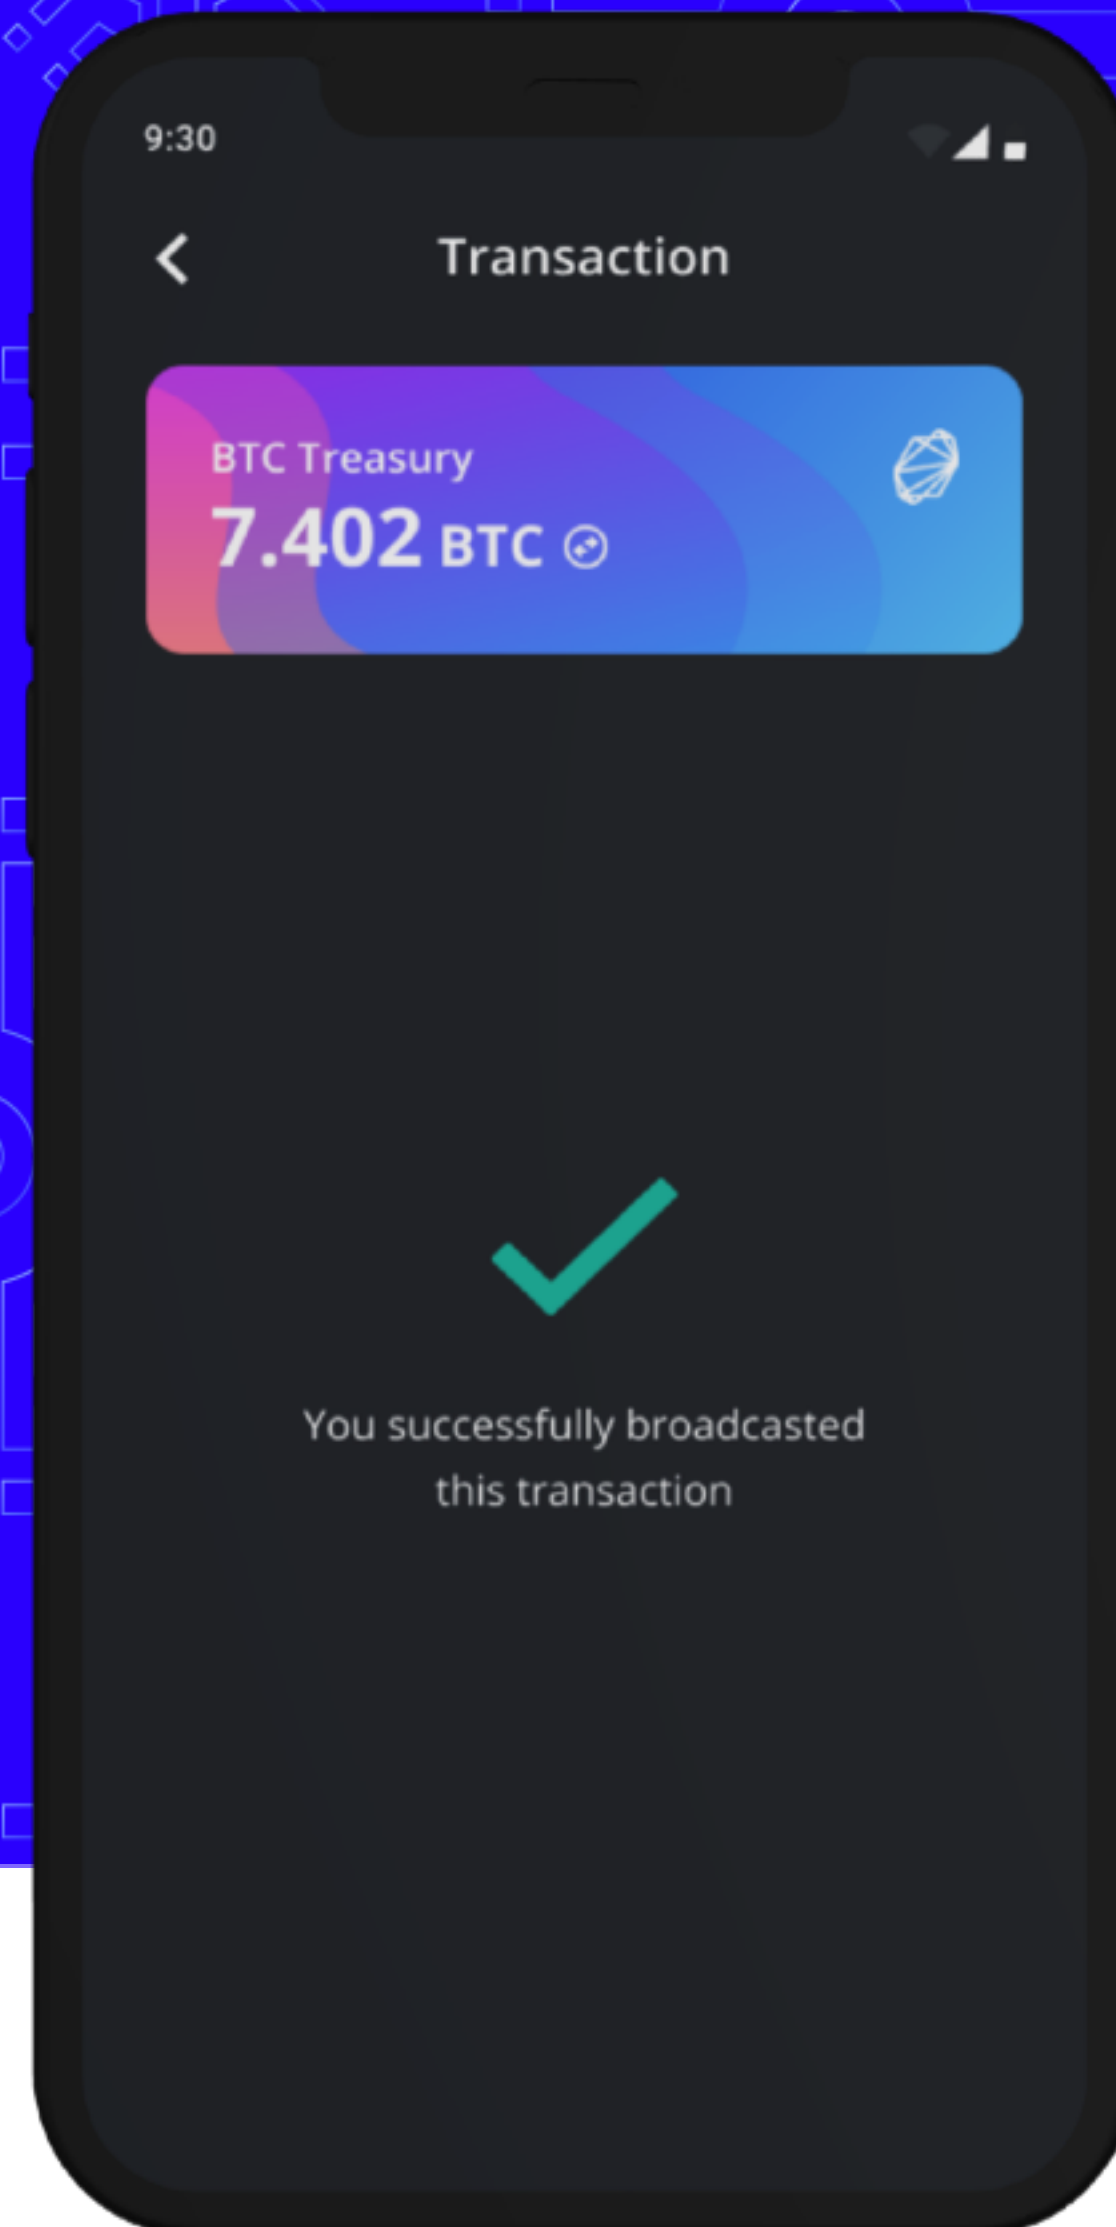 9:30
Transaction
BTC Treasury
7.402 BTC
You successfully broadcasted
this transaction